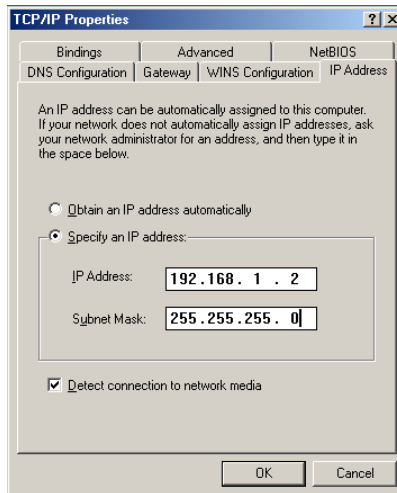 TCP/IP Properties
? X
Bindings Advanced NetBIOS
DNS Configuration Gateway WINS Configuration IP Address
An IP address can be automatically assigned to this computer.
If your network does not automatically assign IP addresses, ask
your network administrator for an address, and then type it in
the space below.
Obtain an IP address automatically
Specify an IP address:
IP Address: 192.168. 1 . 2
Subnet Mask: 255.255.255. 0
Detect connection to network media
OK Cancel